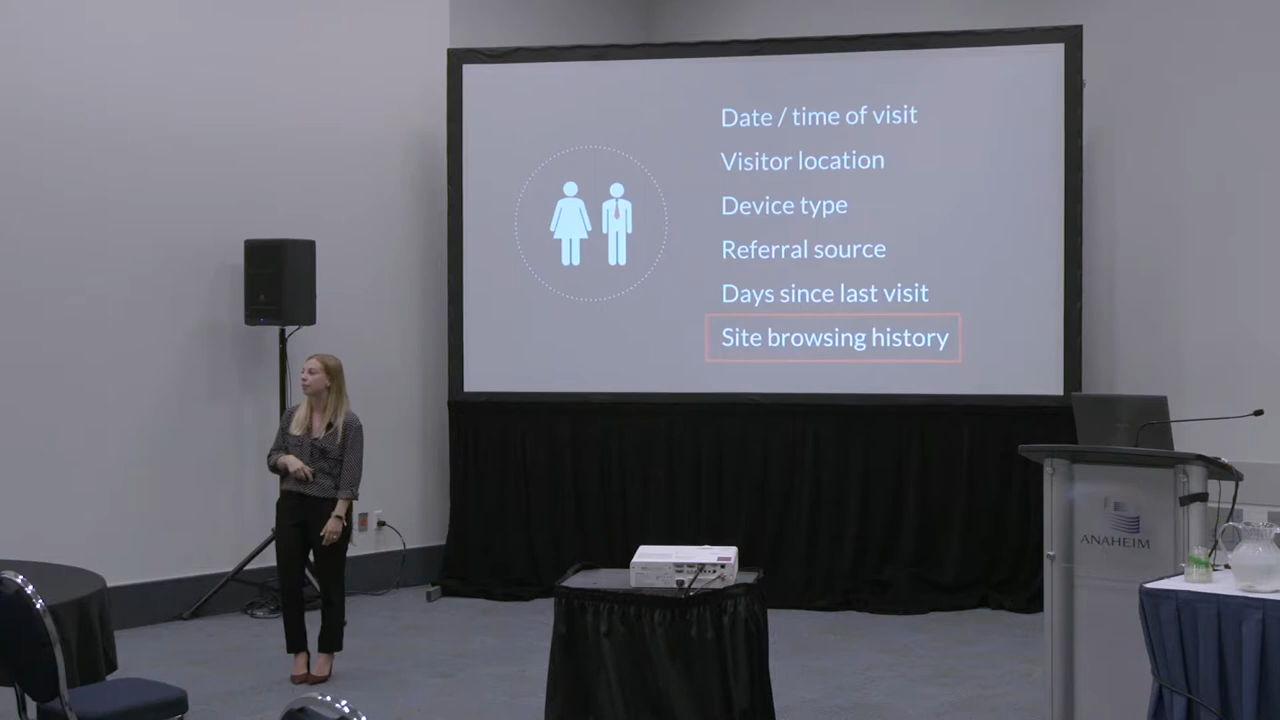 Date / time of visit
Visitor location
Device type
Referral source
Days since last visit
Site browsing history
ANAHEIM